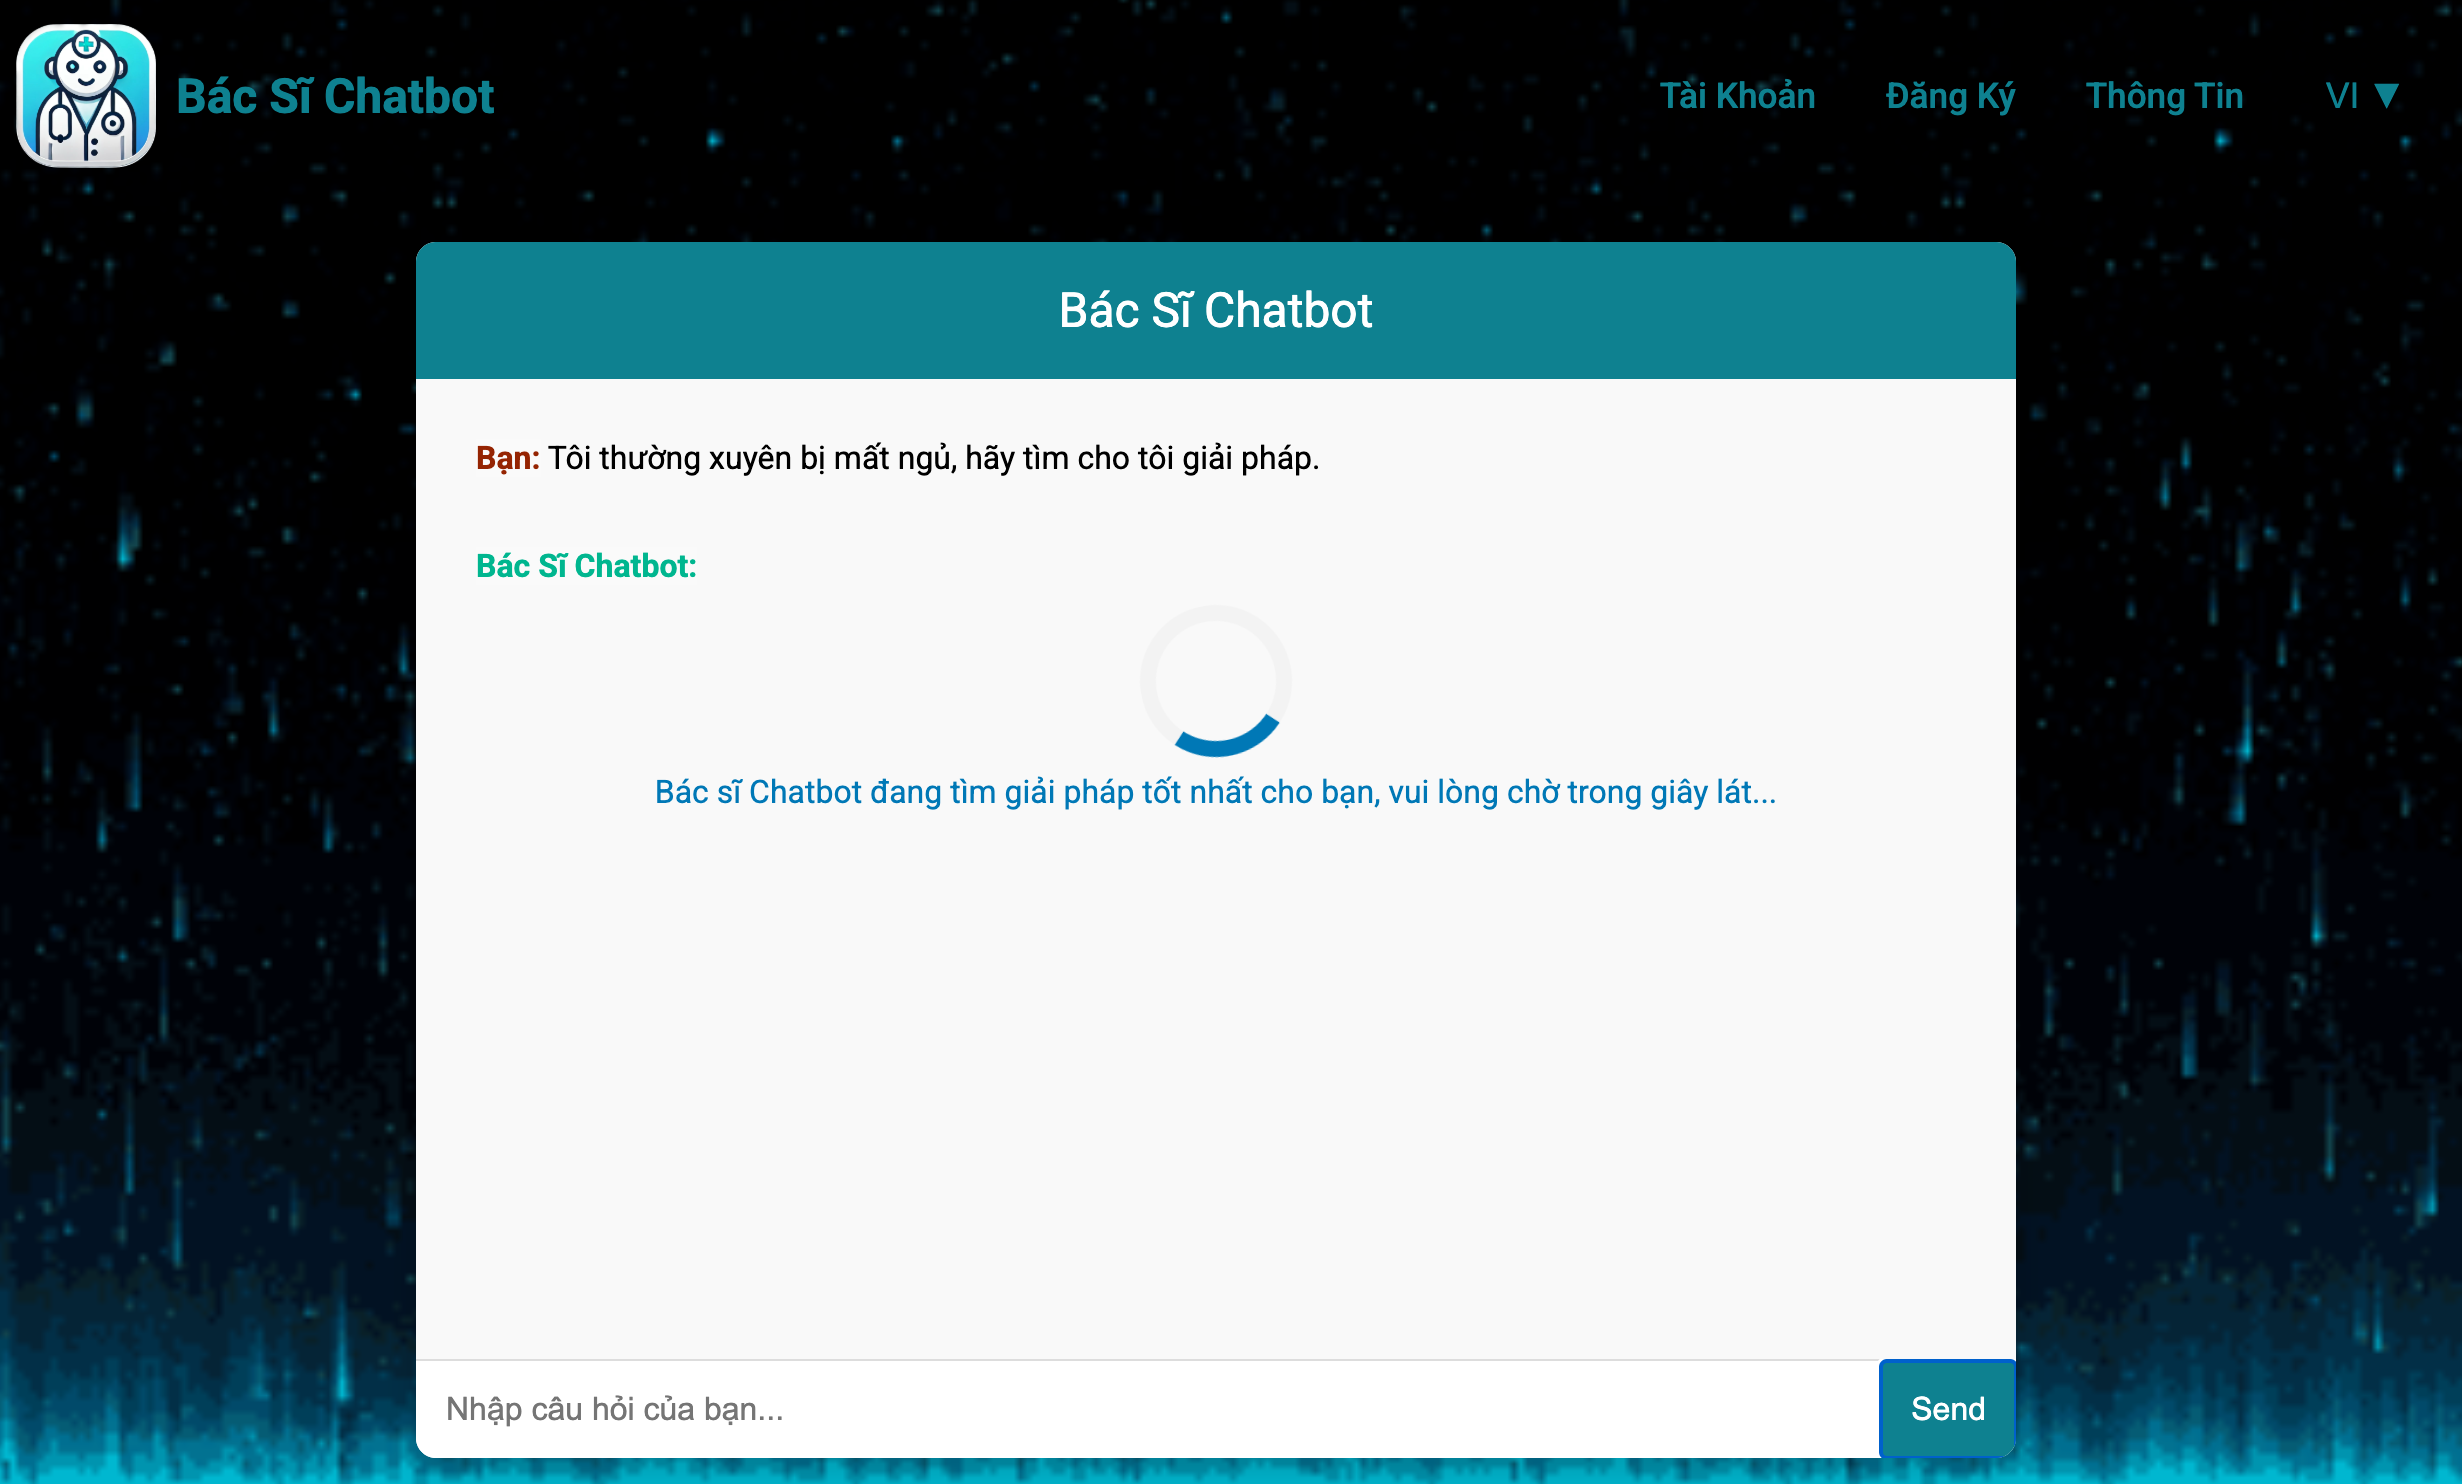 Bác Sĩ Chatbot
Tài Khoản
Đăng Ký
Thông Tin
VI ▼
Bác Sĩ Chatbot
Bạn: Tôi thường xuyên bị mất ngủ, hãy tìm cho tôi giải pháp.
Bác Sĩ Chatbot:
Bác sĩ Chatbot đang tìm giải pháp tốt nhất cho bạn, vui lòng chờ trong giây lát...
Nhập câu hỏi của bạn...
Send